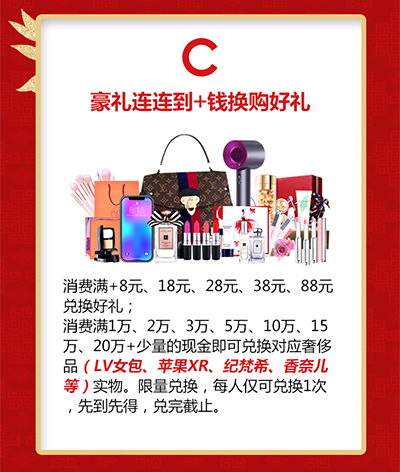 C
豪礼连连到+钱换购好礼
消费满+8元、18元、28元、38元、88元
兑换好礼；
消费满1万、2万、3万、5万、10万、15
万、20万+少量的现金即可兑换对应奢侈
品（LV女包、苹果XR、纪梵希、香奈儿
等）实物。限量兑换，每人仅可兑换1次
，先到先得，兑完截止。